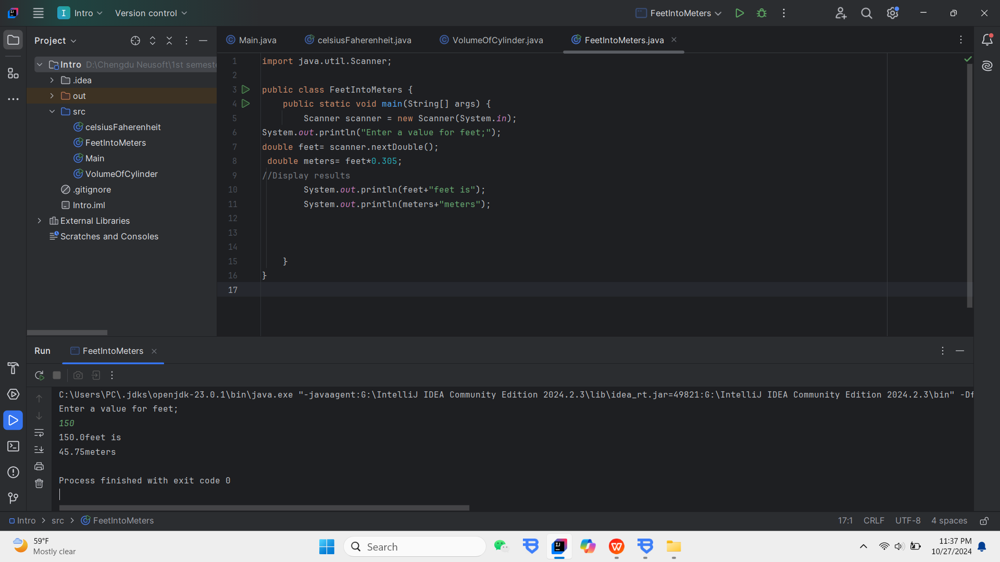 I Intro Version control FeetIntoMeters
Project
Main.java celsiusFaherenheit.java VolumeOfCylinder.java FeetIntoMeters.java
Intro D:\Chengdu Neusoft\1st semeste
.idea
out
src
celsiusFaherenheit
FeetIntoMeters
Main
VolumeOfCylinder
.gitignore
Intro.iml
External Libraries
Scratches and Consoles
1 import java.util.Scanner;
2
3 public class FeetIntoMeters {
4 public static void main(String[] args) {
5 Scanner scanner = new Scanner(System.in);
6 System.out.println("Enter a value for feet;");
7 double feet= scanner.nextDouble();
8 double meters= feet*0.305;
9 //Display results
10 System.out.println(feet+"feet is");
11 System.out.println(meters+"meters");
12
13
14
15 }
16 }
17
Run FeetIntoMeters
C:\Users\PC\.jdks\openjdk-23.0.1\bin\java.exe "-javaagent:G:\IntelliJ IDEA Community Edition 2024.2.3\lib\idea_rt.jar=49821:G:\IntelliJ IDEA Community Edition 2024.2.3\bin" -Df
Enter a value for feet;
150
150.0feet is
45.75meters
Process finished with exit code 0
Intro src FeetIntoMeters 17:1 CRLF UTF-8 4 spaces
59°F
Mostly clear
Search
11:37 PM
10/27/2024